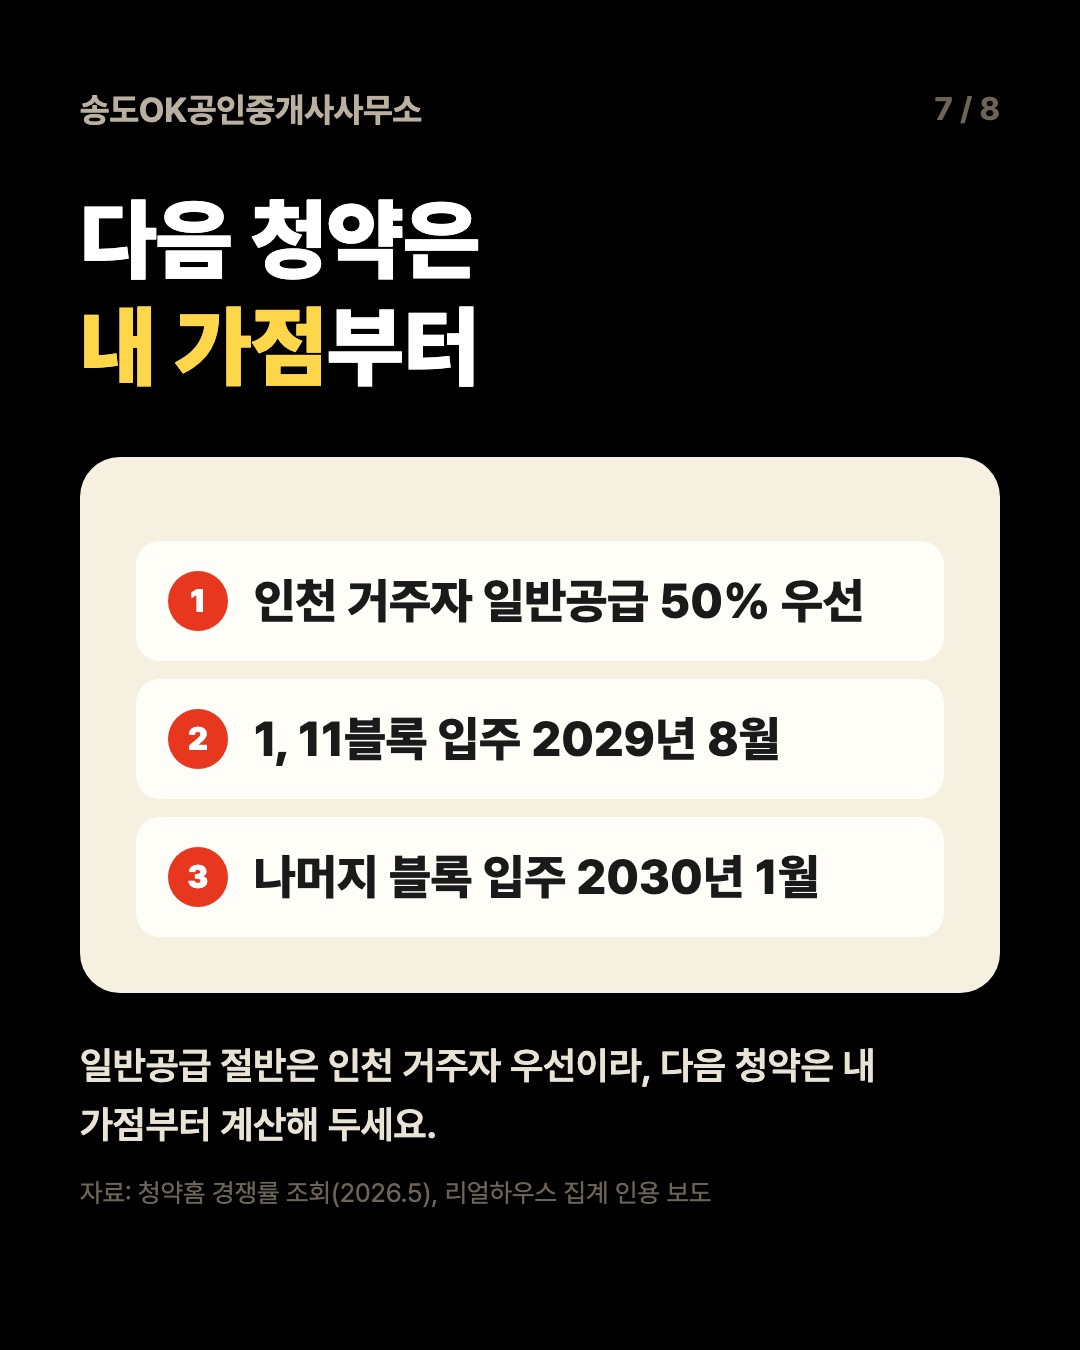 송도OK공인중개사사무소
7 / 8
다음 청약은
내 가점부터
1 인천 거주자 일반공급 50% 우선
2 1, 11블록 입주 2029년 8월
3 나머지 블록 입주 2030년 1월
일반공급 절반은 인천 거주자 우선이라, 다음 청약은 내
가점부터 계산해 두세요.
자료: 청약홈 경쟁률 조회(2026.5), 리얼하우스 집계 인용 보도